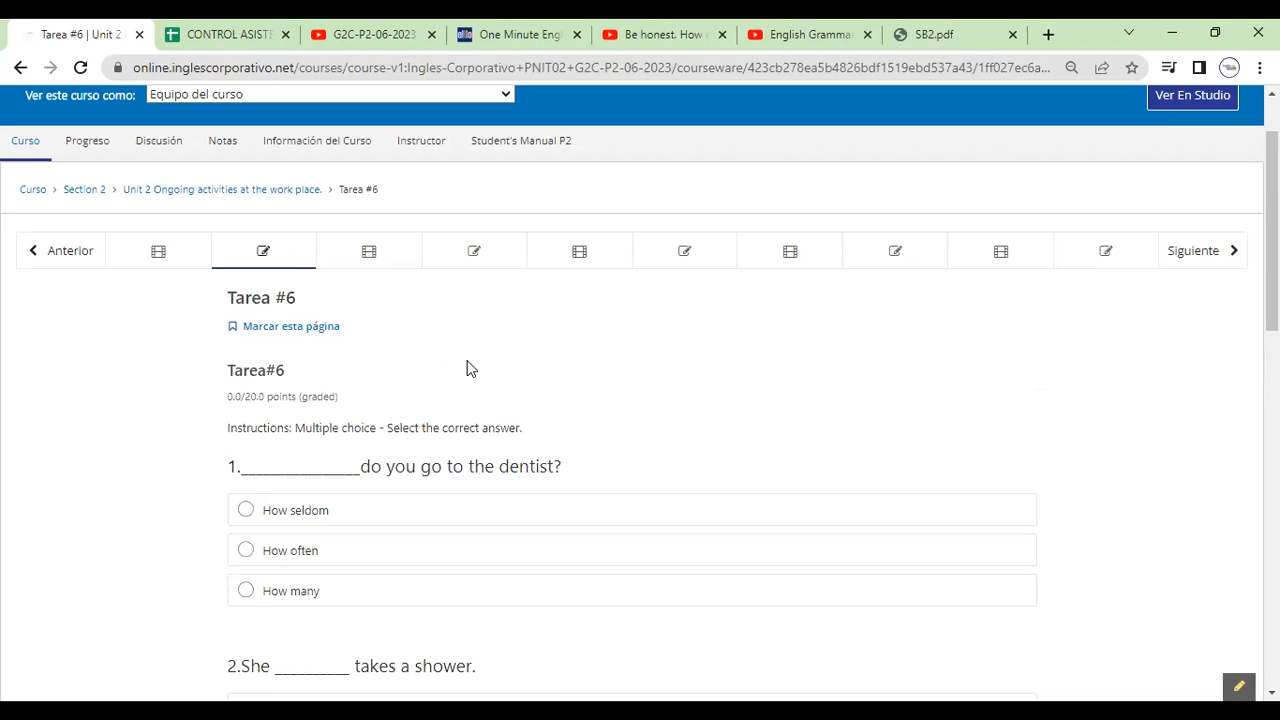 Tarea #6 | Unit 2
CONTROL ASISTE
G2C-P2-06-2023
One Minute Engl
Be honest. How
English Gramma
SB2.pdf
online.inglescorporativo.net/courses/course-v1:Ingles-Corporativo+PNIT02+G2C-P2-06-2023/courseware/423cb278ea5b4826bdf1519ebd537a43/1ff027ec6a...
Ver este curso como:
Equipo del curso
Ver En Studio
Curso
Progreso
Discusión
Notas
Información del Curso
Instructor
Student's Manual P2
Curso > Section 2 > Unit 2 Ongoing activities at the work place. > Tarea #6
Anterior
Siguiente
Tarea #6
Marcar esta página
Tarea#6
0.0/20.0 points (graded)
Instructions: Multiple choice - Select the correct answer.
1.________________do you go to the dentist?
How seldom
How often
How many
2.She __________ takes a shower.